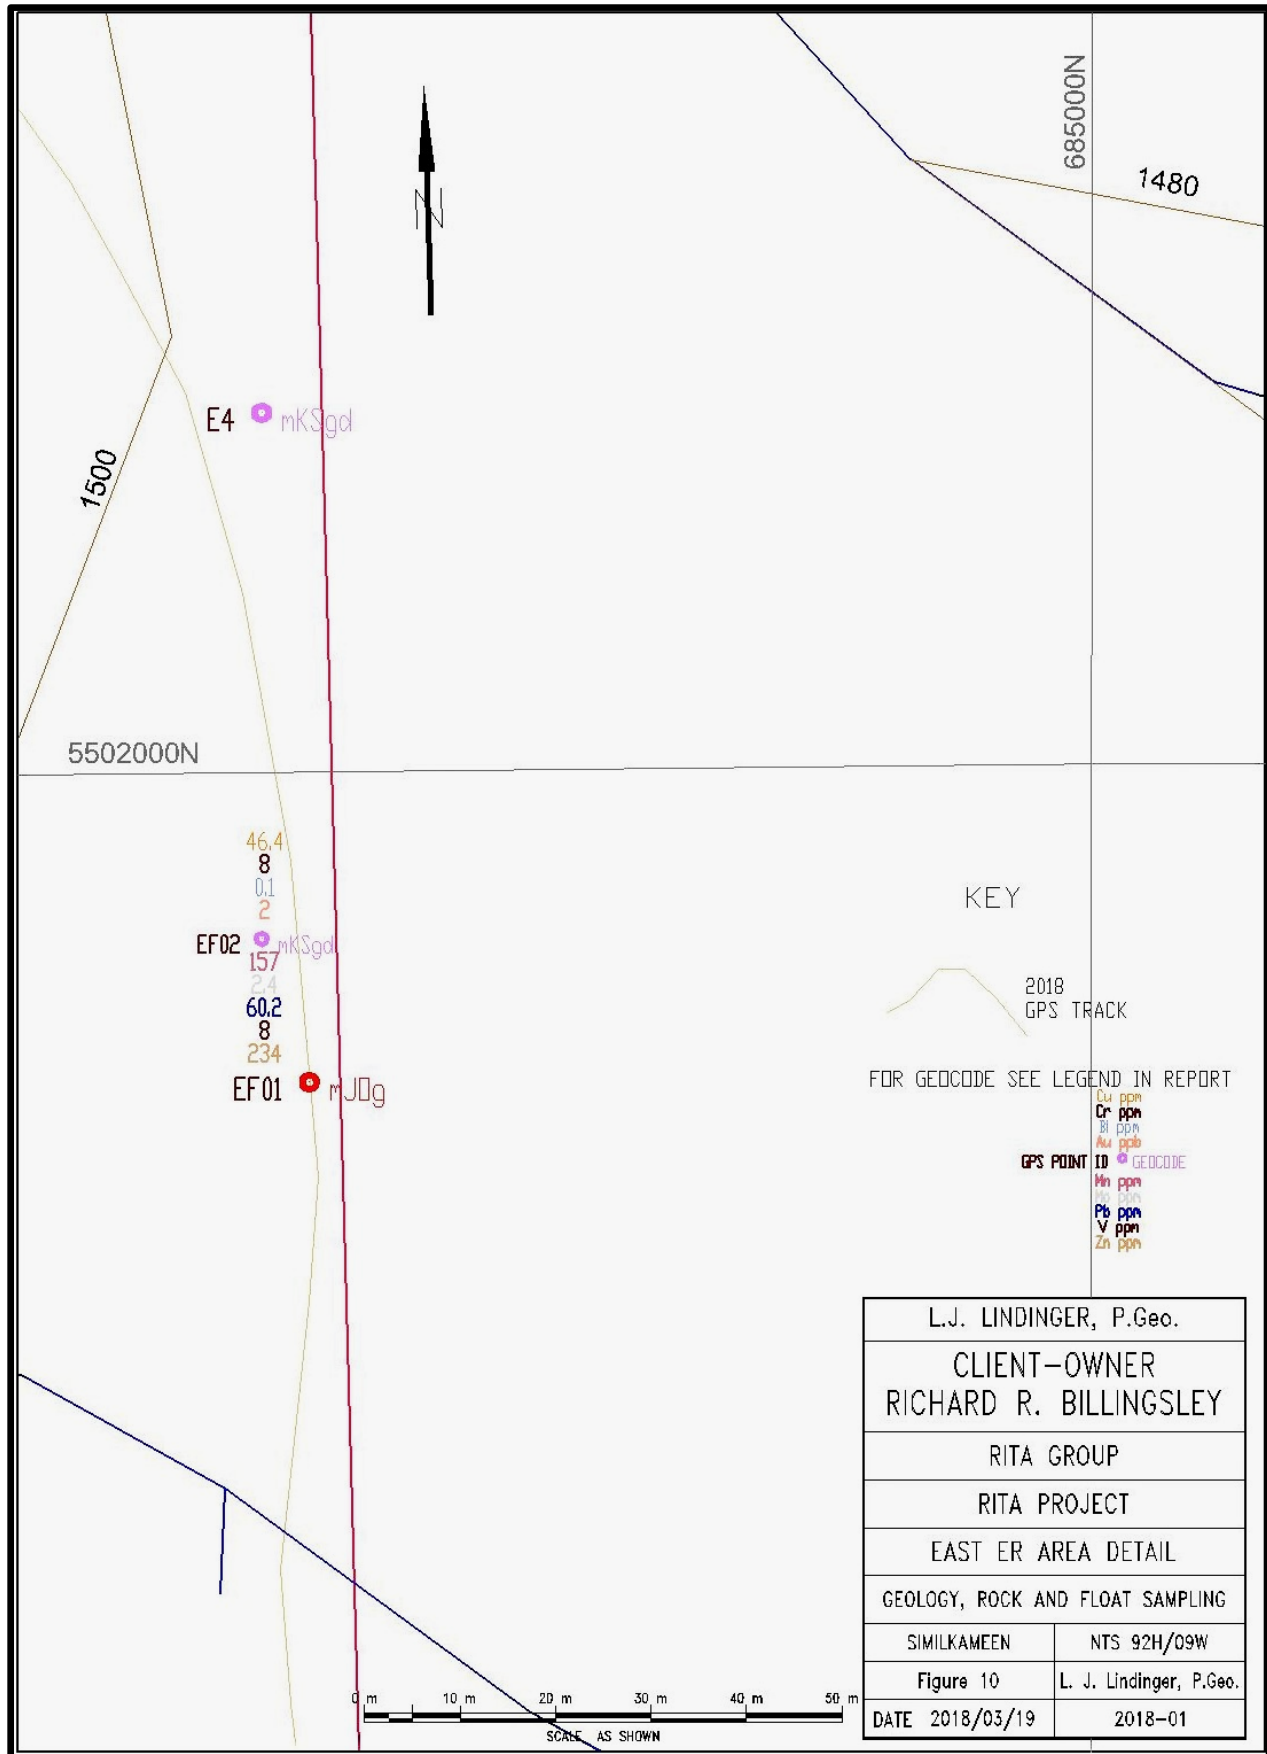 685000N
1480
N
E4 mKSgd
1500
5502000N
46.4
8
0.1
2
EF02 mKSgd
157
2.4
60.2
8
234
EF01 mJOg
KEY
2018
GPS TRACK
FOR GEOCODE SEE LEGEND IN REPORT
Cu ppm
Cr ppm
Bi ppm
Au ppb
GPS POINT ID GEOCODE
Mn ppm
Mo ppm
Pb ppm
V ppm
Zn ppm
L.J. LINDINGER, P.Geo.
CLIENT-OWNER
RICHARD R. BILLINGSLEY
RITA GROUP
RITA PROJECT
EAST ER AREA DETAIL
GEOLOGY, ROCK AND FLOAT SAMPLING
SIMILKAMEEN NTS 92H/09W
Figure 10 L. J. Lindinger, P.Geo.
DATE 2018/03/19 2018-01
0 m 10 m 20 m 30 m 40 m 50 m
SCALE AS SHOWN